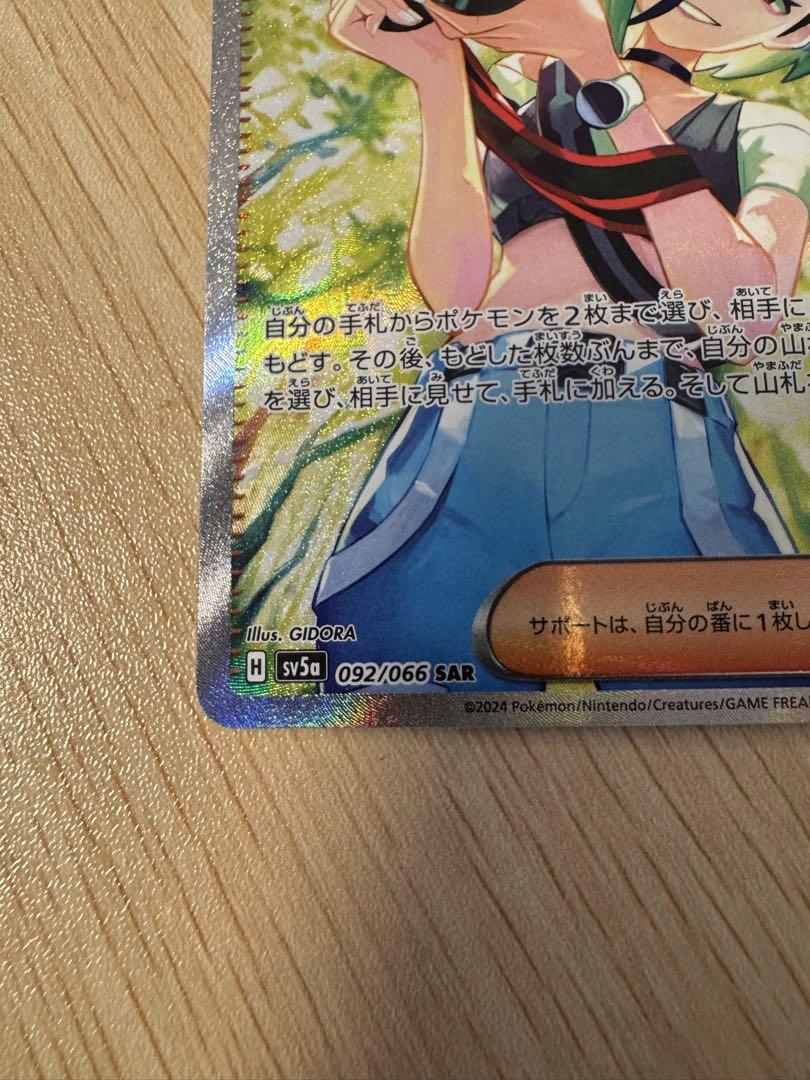 自分の手札からポケモンを2枚まで選び、相手に
もどす。その後、もどした枚数ぶんまで、自分の山
を選び、相手に見せて、手札に加える。そして山札
サポートは、自分の番に1枚し
Illus. GIDORA
H sv5a 092/066 SAR
©2024 Pokémon/Nintendo/Creatures/GAME FREA